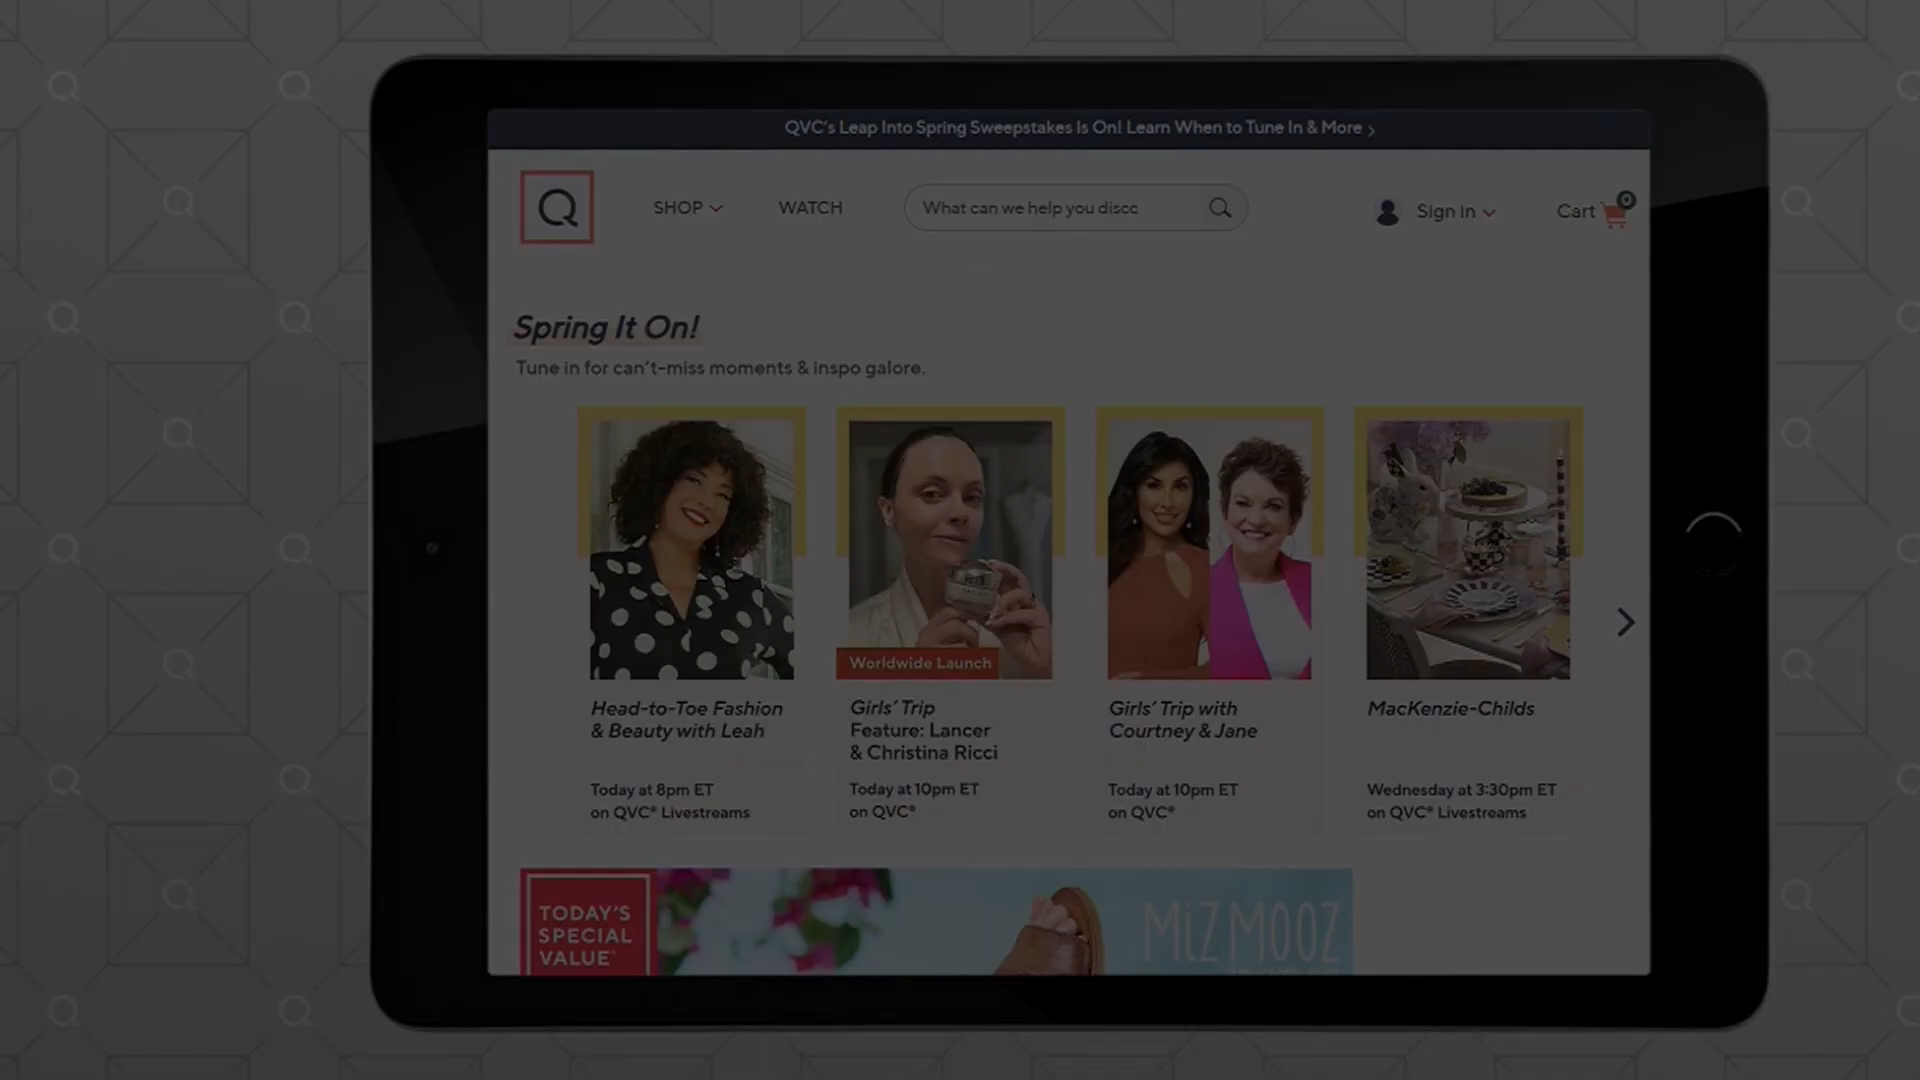 QVC's Leap Into Spring Sweepstakes Is On! Learn When to Tune In & More >
Q
SHOP
WATCH
What can we help you discc
Sign in
Cart
0
Spring It On!
Tune in for can't-miss moments & inspo galore.
Worldwide Launch
Head-to-Toe Fashion
& Beauty with Leah
Today at 8pm ET
on QVC® Livestreams
Girls' Trip
Feature: Lancer
& Christina Ricci
Today at 10pm ET
on QVC®
Girls' Trip with
Courtney & Jane
Today at 10pm ET
on QVC®
MacKenzie-Childs
Wednesday at 3:30pm ET
on QVC® Livestreams
TODAY'S
SPECIAL
VALUE®
MIZ MOOZ